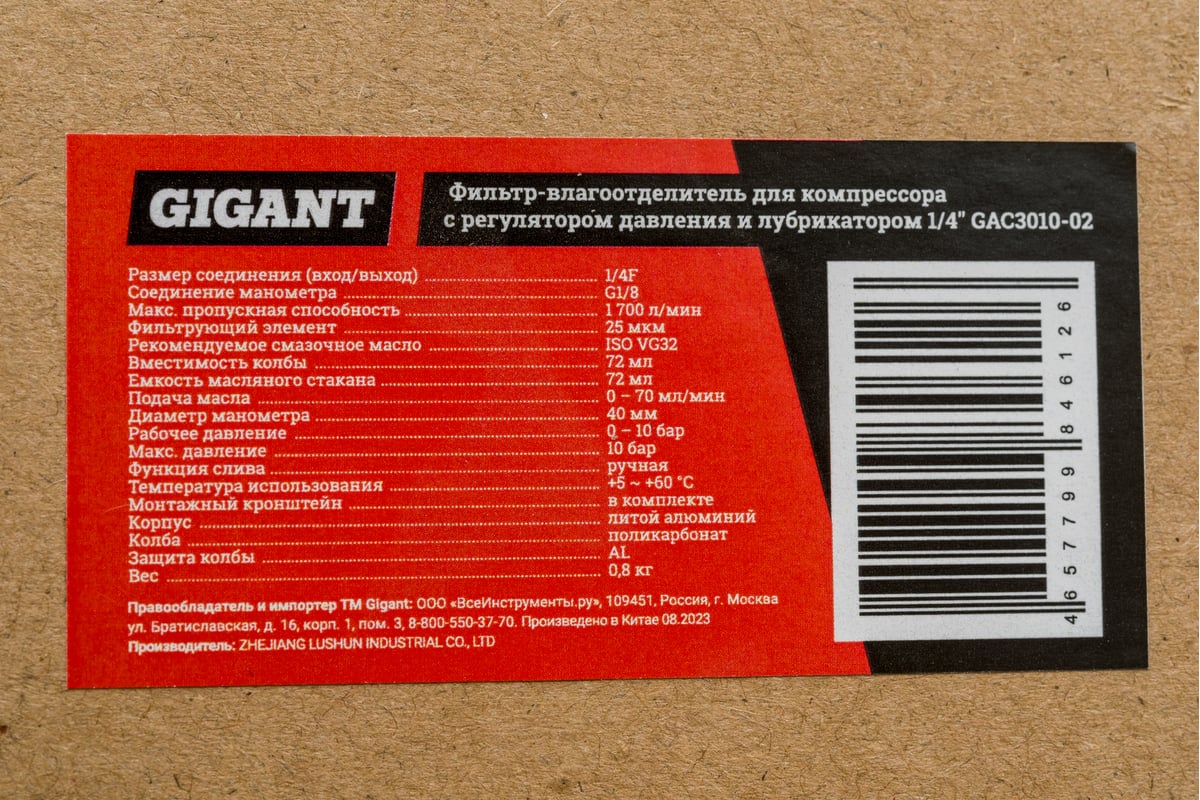 GIGANT
Фильтр-влагоотделитель для компрессора
с регулятором давления и лубрикатором 1/4" GAC3010-02
Размер соединения (вход/выход) 1/4F
Соединение манометра G1/8
Макс. пропускная способность 1 700 л/мин
Фильтрующий элемент 25 мкм
Рекомендуемое смазочное масло ISO VG32
Вместимость колбы 72 мл
Емкость масляного стакана 72 мл
Подача масла 0 – 70 мл/мин
Диаметр манометра 40 мм
Рабочее давление 0 – 10 бар
Макс. давление 10 бар
Функция слива ручная
Температура использования +5 ~ +60 °С
Монтажный кронштейн в комплекте
Корпус литой алюминий
Колба поликарбонат
Защита колбы AL
Вес 0,8 кг
Правообладатель и импортер ТМ Gigant: ООО «ВсеИнструменты.ру», 109451, Россия, г. Москва
ул. Братиславская, д. 16, корп. 1, пом. 3, 8-800-550-37-70. Произведено в Китае 08.2023
Производитель: ZHEJIANG LUSHUN INDUSTRIAL CO., LTD
4 657799 846126